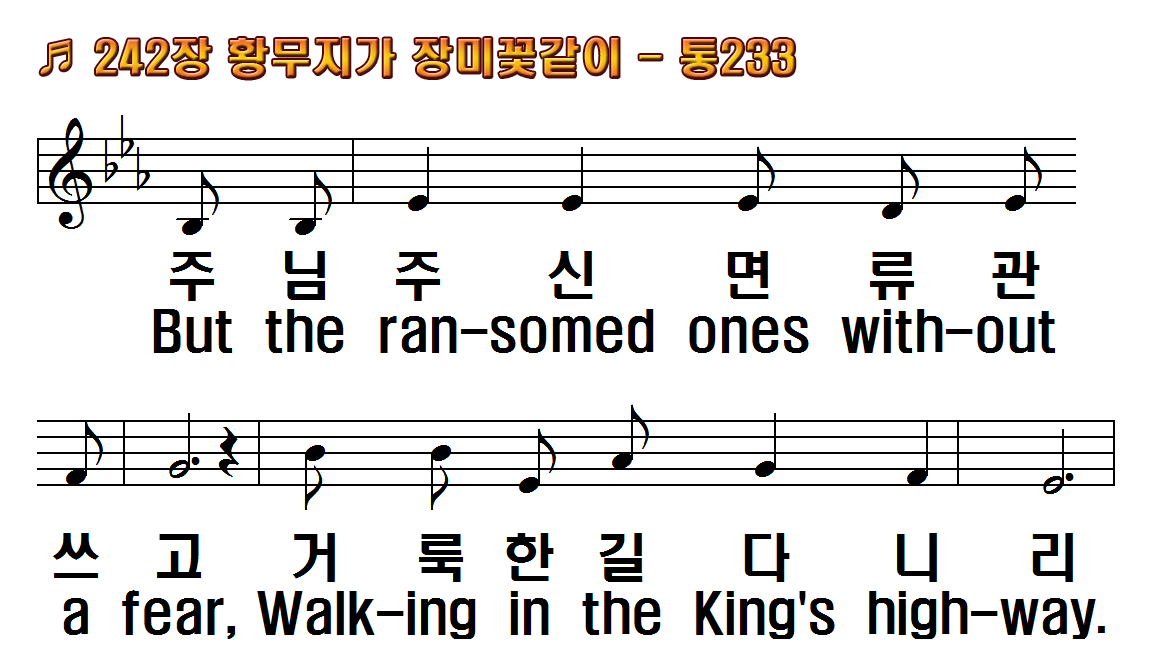 ♬ 242장 황무지가 장미꽃같이 - 통233
주 님 주 신 면 류 관
But the ran-somed ones with-out
쓰 고 거 룩 한 길 다 니 리
a fear, Walk-ing in the King's high-way.